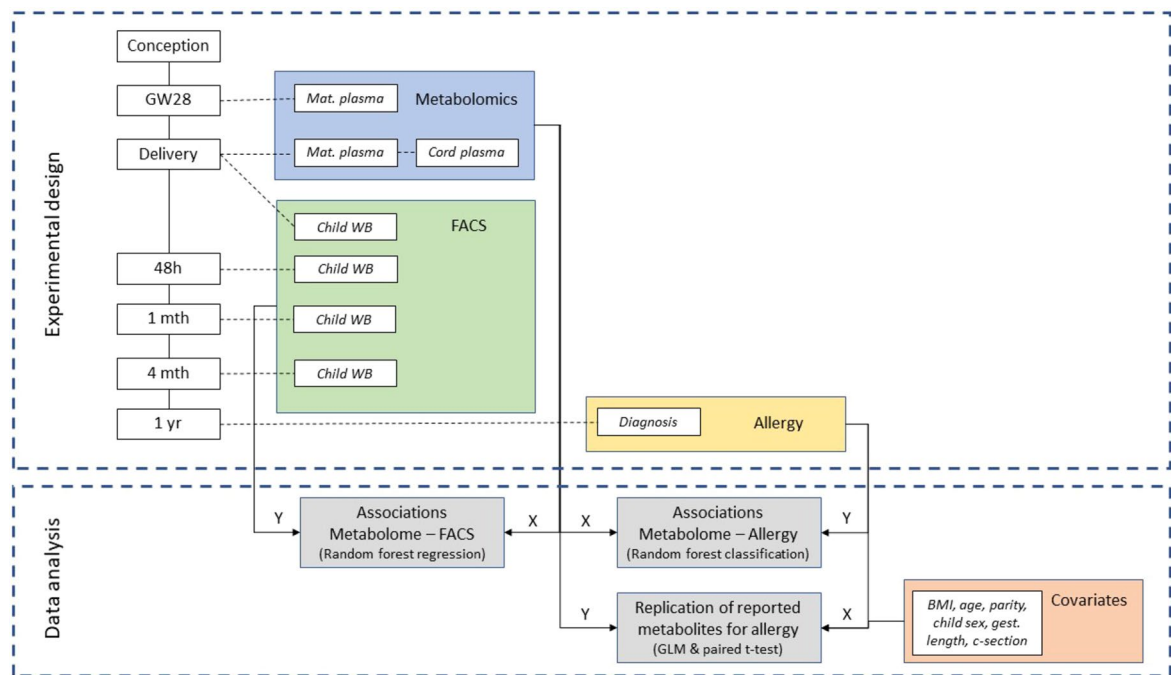 Experimental design
Conception
GW28
Mat. plasma
Metabolomics
Delivery
Mat. plasma
Cord plasma
Child WB
FACS
48h
Child WB
1 mth
Child WB
4 mth
Child WB
1 yr
Diagnosis
Allergy
Data analysis
Y
Associations
Metabolome – FACS
(Random forest regression)
X
X
Associations
Metabolome – Allergy
(Random forest classification)
Y
Y
Replication of reported
metabolites for allergy
(GLM & paired t-test)
X
BMI, age, parity,
child sex, gest.
length, c-section
Covariates